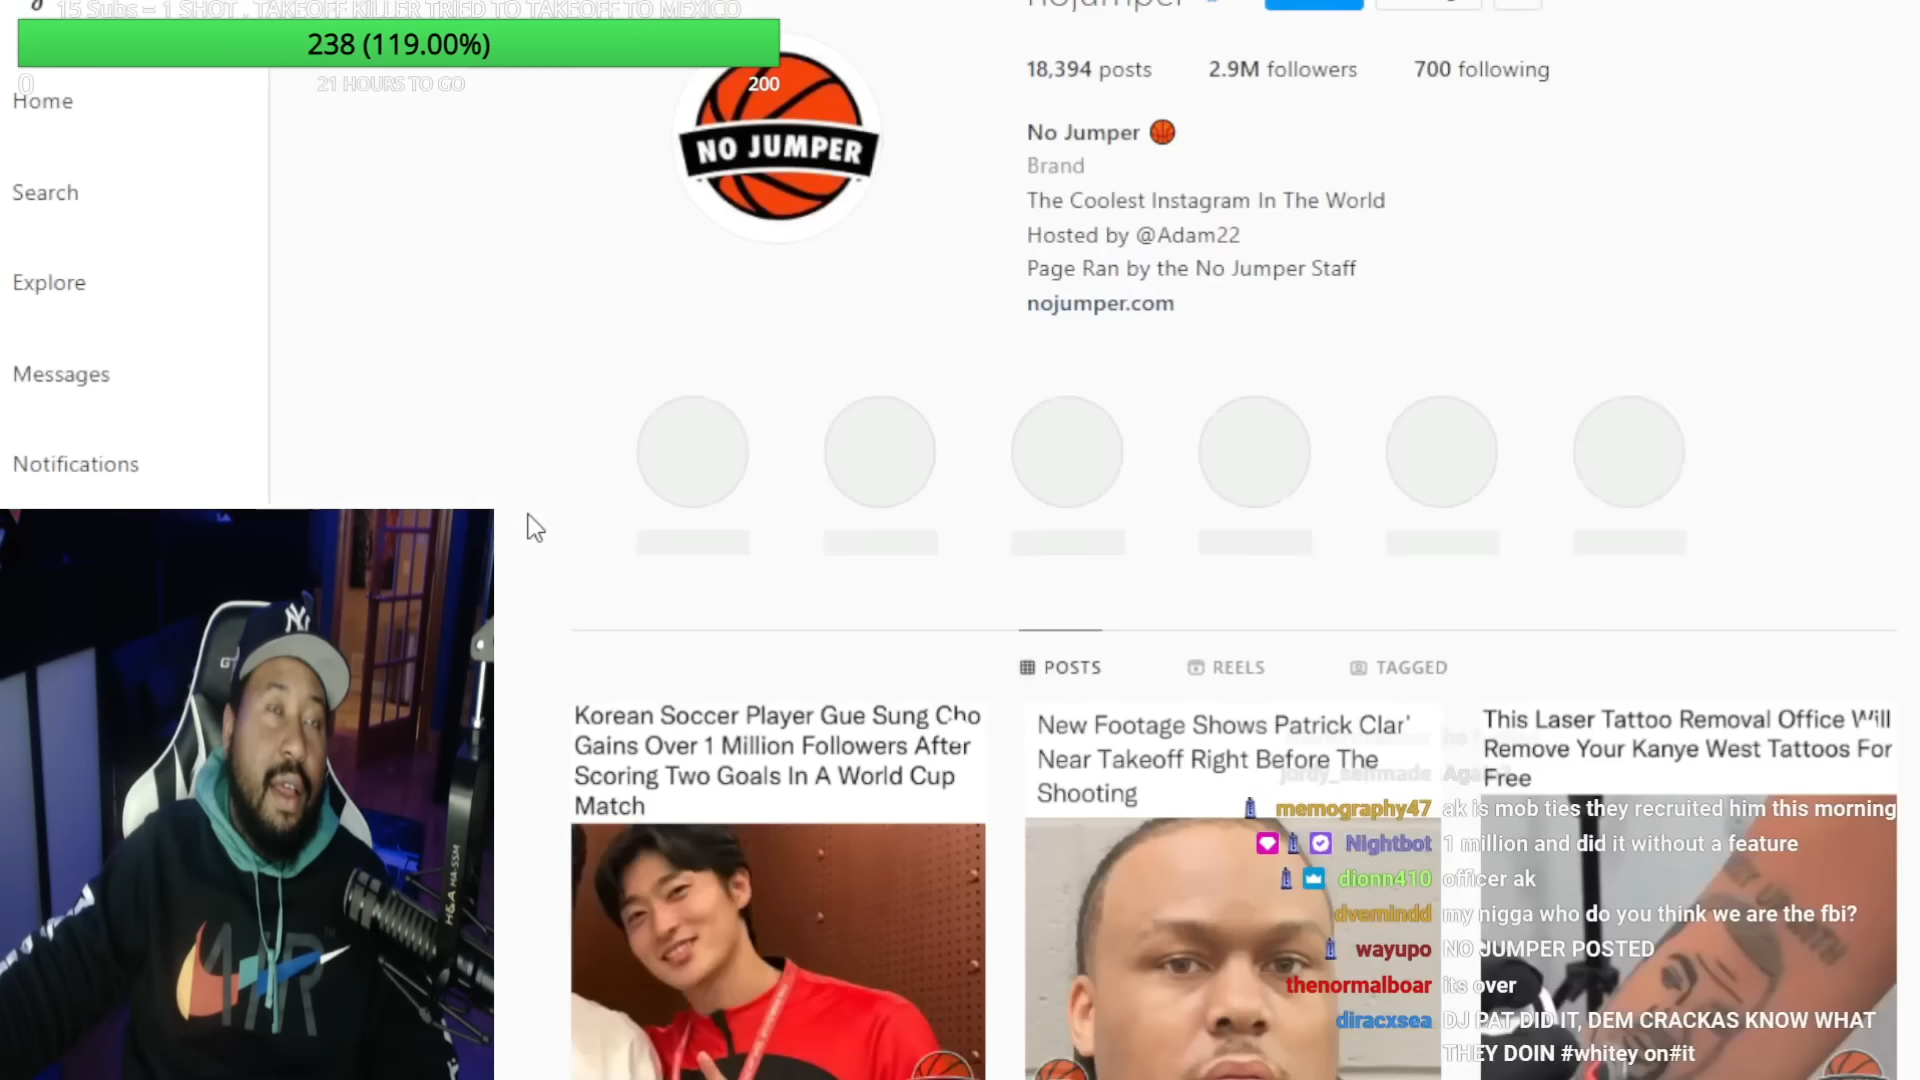 15 Subs = 1 SHOT . TAKEOFF KILLER TRIED TO TAKEOFF TO MEXICO
238 (119.00%)
0
21 HOURS TO GO
200
Home
Search
Explore
Messages
Notifications
nojumper
18,394 posts 2.9M followers 700 following
NO JUMPER
No Jumper
Brand
The Coolest Instagram In The World
Hosted by @Adam22
Page Ran by the No Jumper Staff
nojumper.com
POSTS REELS TAGGED
Korean Soccer Player Gue Sung Cho
Gains Over 1 Million Followers After
Scoring Two Goals In A World Cup
Match
New Footage Shows Patrick Clar'
Near Takeoff Right Before The
Shooting
This Laser Tattoo Removal Office Will
Remove Your Kanye West Tattoos For
Free
memography47 ak is mob ties they recruited him this morning
Nightbot 1 million and did it without a feature
dionn410 officer ak
dvemindd my nigga who do you think we are the fbi?
wayupo NO JUMPER POSTED
thenormalboar its over
diracxsea DJ PAT DID IT, DEM CRACKAS KNOW WHAT
THEY DOIN #whitey on#it
NY
H&A HA-SSM
AIR